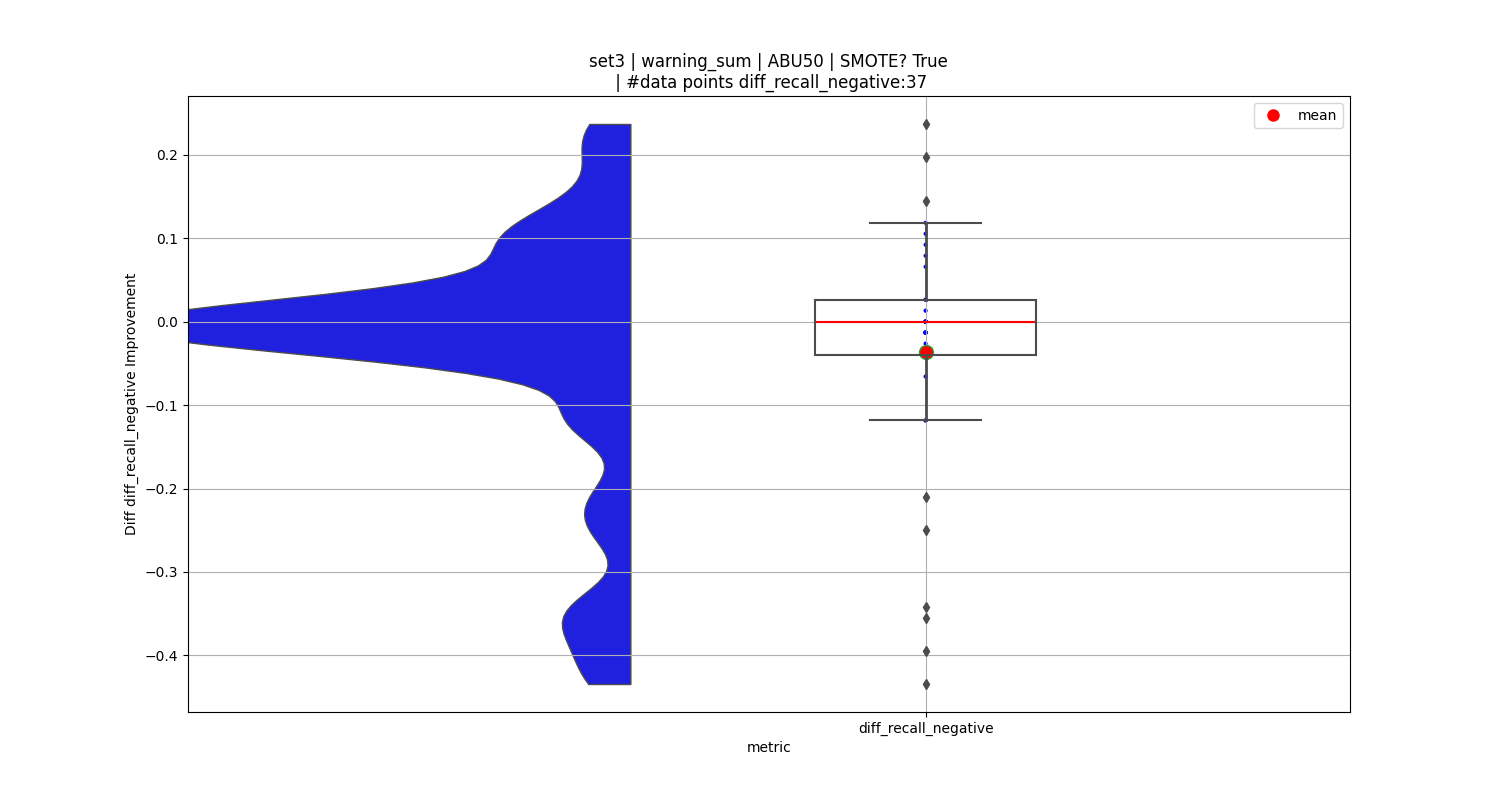 set3 | warning_sum | ABU50 | SMOTE? True
| #data points diff_recall_negative:37
mean
0.2
0.1
0.0
−0.1
−0.2
−0.3
−0.4
Diff diff_recall_negative Improvement
diff_recall_negative
metric